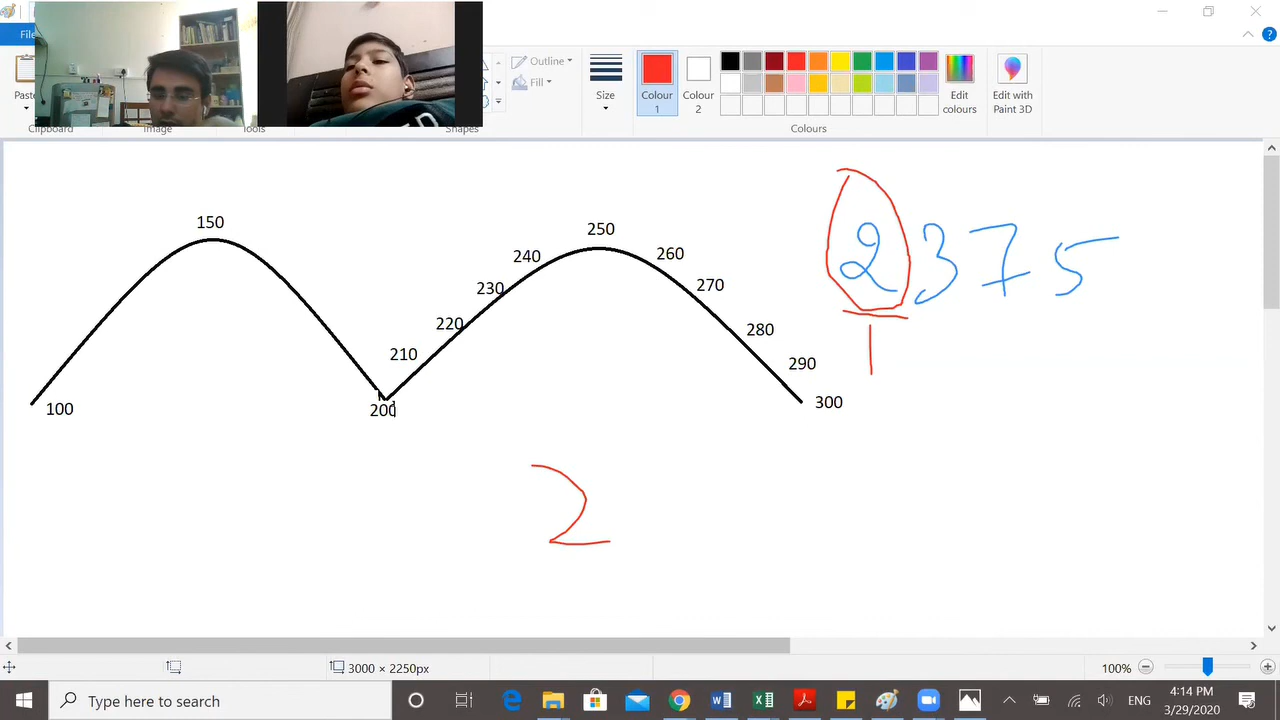 File
Paste
Clipboard
Image
Tools
Outline
Fill
Shapes
Size
Colour 1
Colour 2
Edit colours
Edit with Paint 3D
Colours
150
250
240
260
230
270
220
280
210
290
100
200
300
2375
1
2
3000 × 2250px
100%
Type here to search
ENG
4:14 PM
3/29/2020